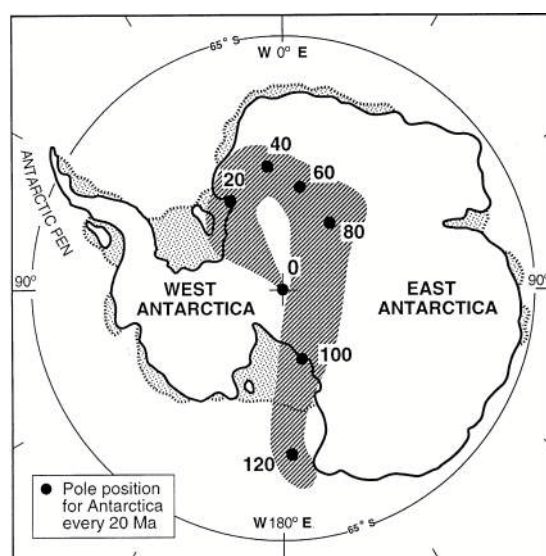 65° S
W 0° E
ANTARCTIC PEN
40
20
60
80
0
90°
WEST
ANTARCTICA
EAST
ANTARCTICA
90°
100
120
Pole position
for Antarctica
every 20 Ma
W 180° E
65° S